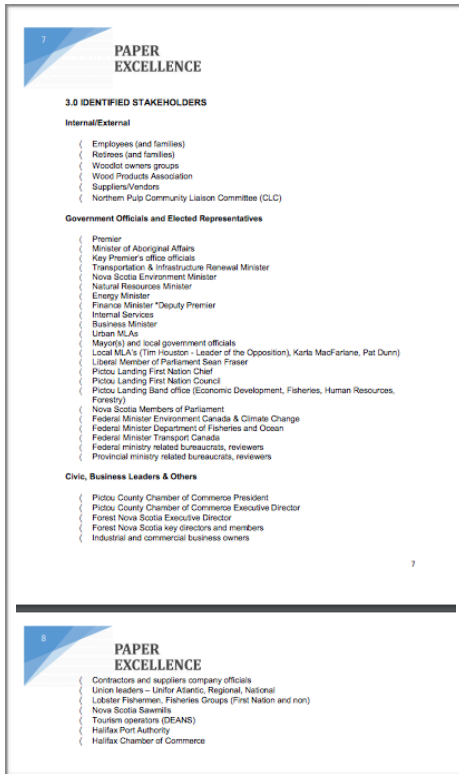 7
PAPER
EXCELLENCE
3.0 IDENTIFIED STAKEHOLDERS
Internal/External
( Employees (and families)
( Retirees (and families)
( Woodlot owners groups
( Wood Products Association
( Suppliers/Vendors
( Northern Pulp Community Liaison Committee (CLC)
Government Officials and Elected Representatives
( Premier
( Minister of Aboriginal Affairs
( Key Premier's office officials
( Transportation & Infrastructure Renewal Minister
( Nova Scotia Environment Minister
( Natural Resources Minister
( Energy Minister
( Finance Minister *Deputy Premier
( Internal Services
( Business Minister
( Urban MLAs
( Mayor(s) and local government officials
( Local MLA's (Tim Houston - Leader of the Opposition), Karla MacFarlane, Pat Dunn)
( Liberal Member of Parliament Sean Fraser
( Pictou Landing First Nation Chief
( Pictou Landing First Nation Council
( Pictou Landing Band office (Economic Development, Fisheries, Human Resources,
Forestry)
( Nova Scotia Members of Parliament
( Federal Minister Environment Canada & Climate Change
( Federal Minister Department of Fisheries and Ocean
( Federal Minister Transport Canada
( Federal ministry related bureaucrats, reviewers
( Provincial ministry related bureaucrats, reviewers
Civic, Business Leaders & Others
( Pictou County Chamber of Commerce President
( Pictou County Chamber of Commerce Executive Director
( Forest Nova Scotia Executive Director
( Forest Nova Scotia key directors and members
( Industrial and commercial business owners
7
8
PAPER
EXCELLENCE
( Contractors and suppliers company officials
( Union leaders – Unifor Atlantic, Regional, National
( Lobster Fishermen, Fisheries Groups (First Nation and non)
( Nova Scotia Sawmills
( Tourism operators (DEANS)
( Halifax Port Authority
( Halifax Chamber of Commerce